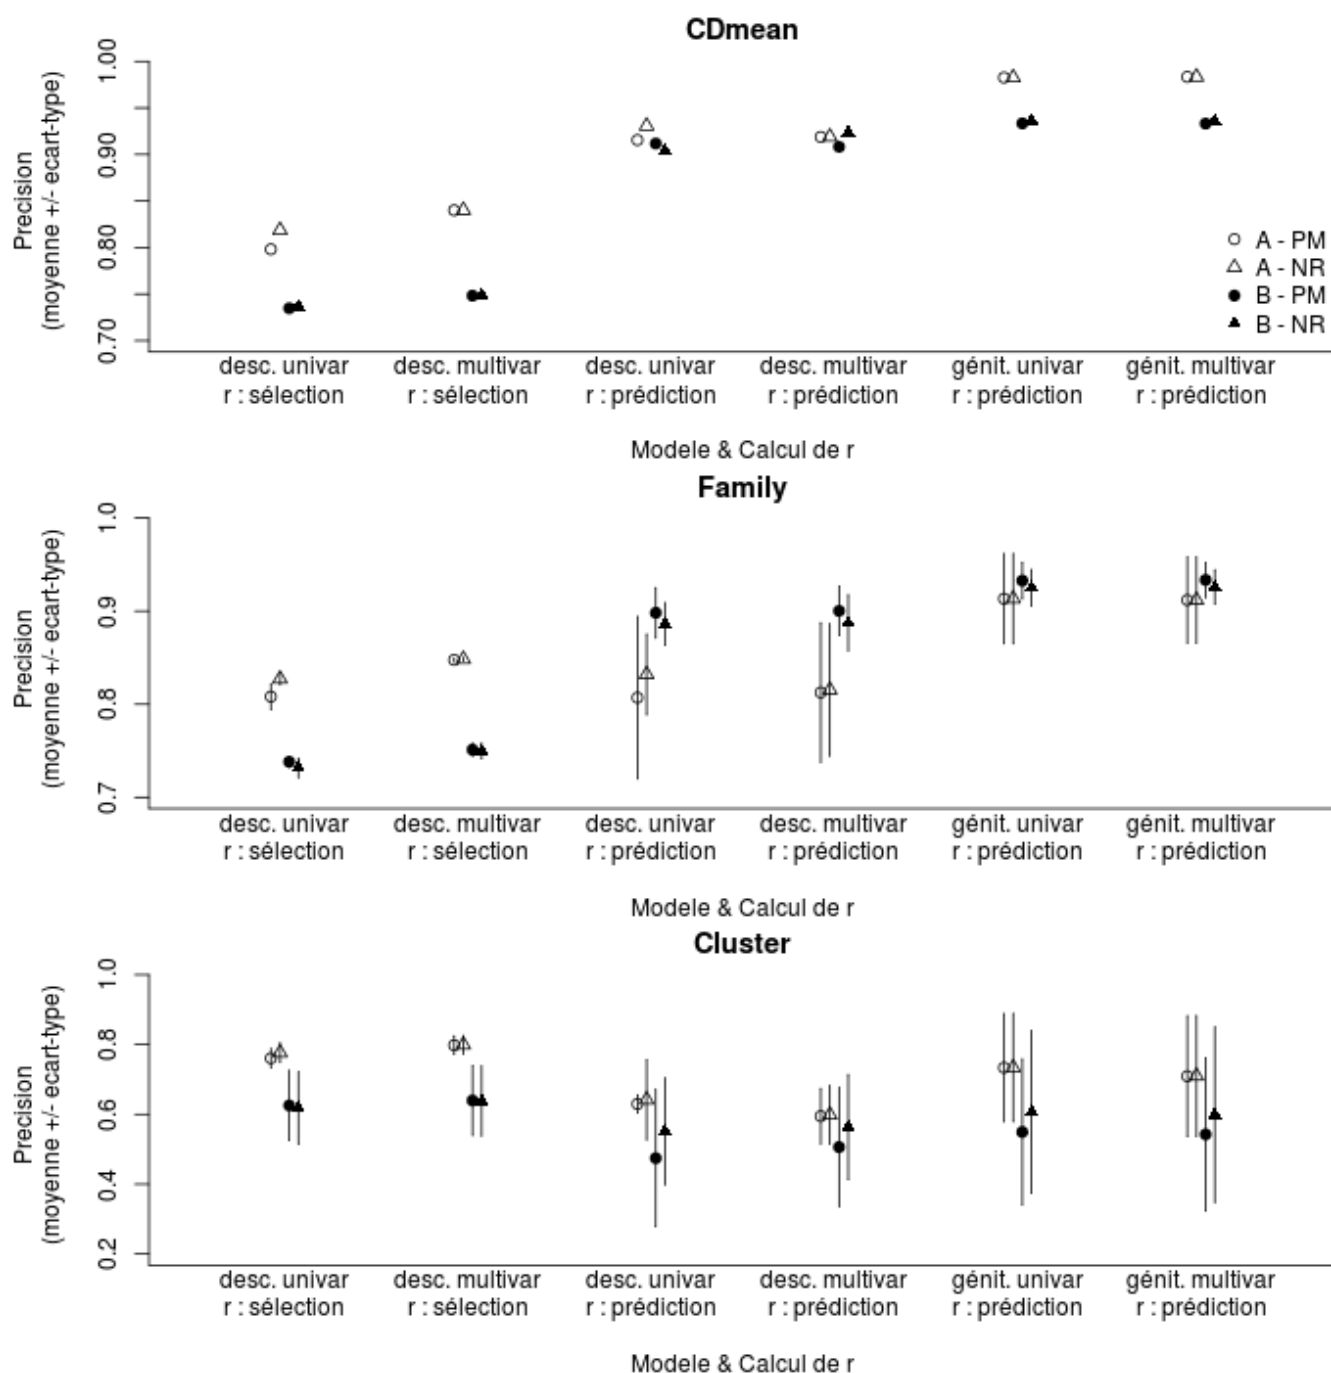 CDmean
Precision
(moyenne +/- ecart-type)
1.00
0.90
0.80
0.70
A - PM
A - NR
B - PM
B - NR
desc. univar desc. multivar desc. univar desc. multivar génit. univar génit. multivar
r : sélection r : sélection r : prédiction r : prédiction r : prédiction r : prédiction
Modele & Calcul de r
Family
Precision
(moyenne +/- ecart-type)
1.0
0.9
0.8
0.7
desc. univar desc. multivar desc. univar desc. multivar génit. univar génit. multivar
r : sélection r : sélection r : prédiction r : prédiction r : prédiction r : prédiction
Modele & Calcul de r
Cluster
Precision
(moyenne +/- ecart-type)
1.0
0.8
0.6
0.4
0.2
desc. univar desc. multivar desc. univar desc. multivar génit. univar génit. multivar
r : sélection r : sélection r : prédiction r : prédiction r : prédiction r : prédiction
Modele & Calcul de r